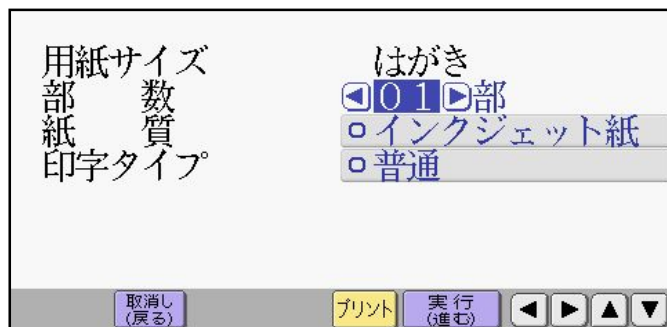 用紙サイズ はがき
部 数 ０１部
紙 質 インクジェット紙
印字タイプ 普通
取消し
(戻る)
プリント
実行
(進む)